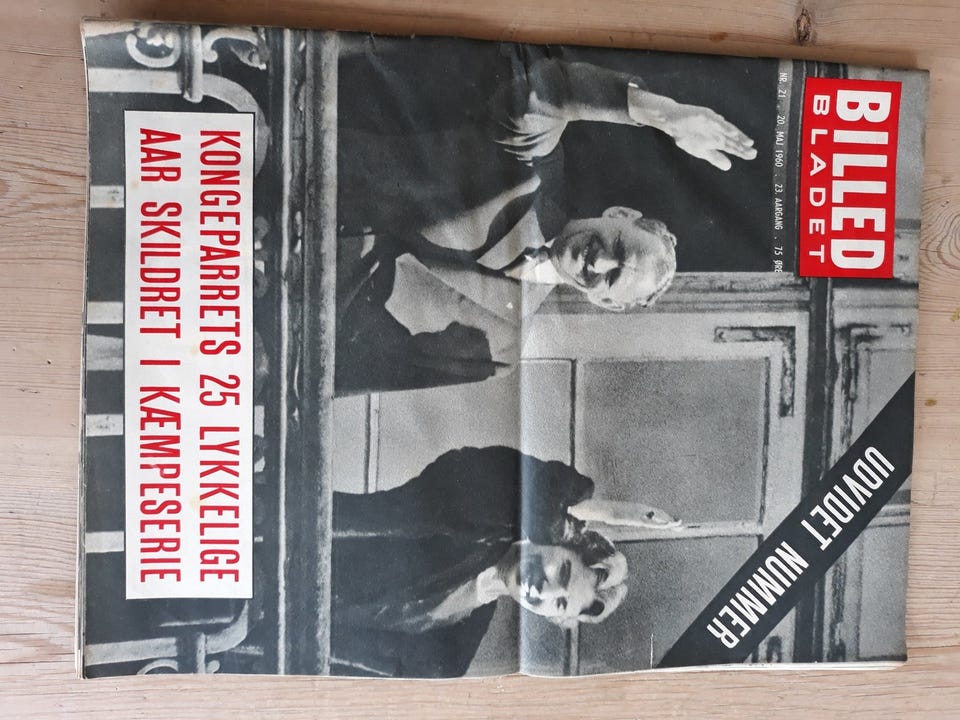 BILLED
BLADET
NR. 21 . 20. MAJ 1960 . 23. AARGANG . 75 ØRE
UDVIDET NUMMER
KONGEPARRETS 25 LYKKELIGE
AAR SKILDRET I KÆMPESERIE